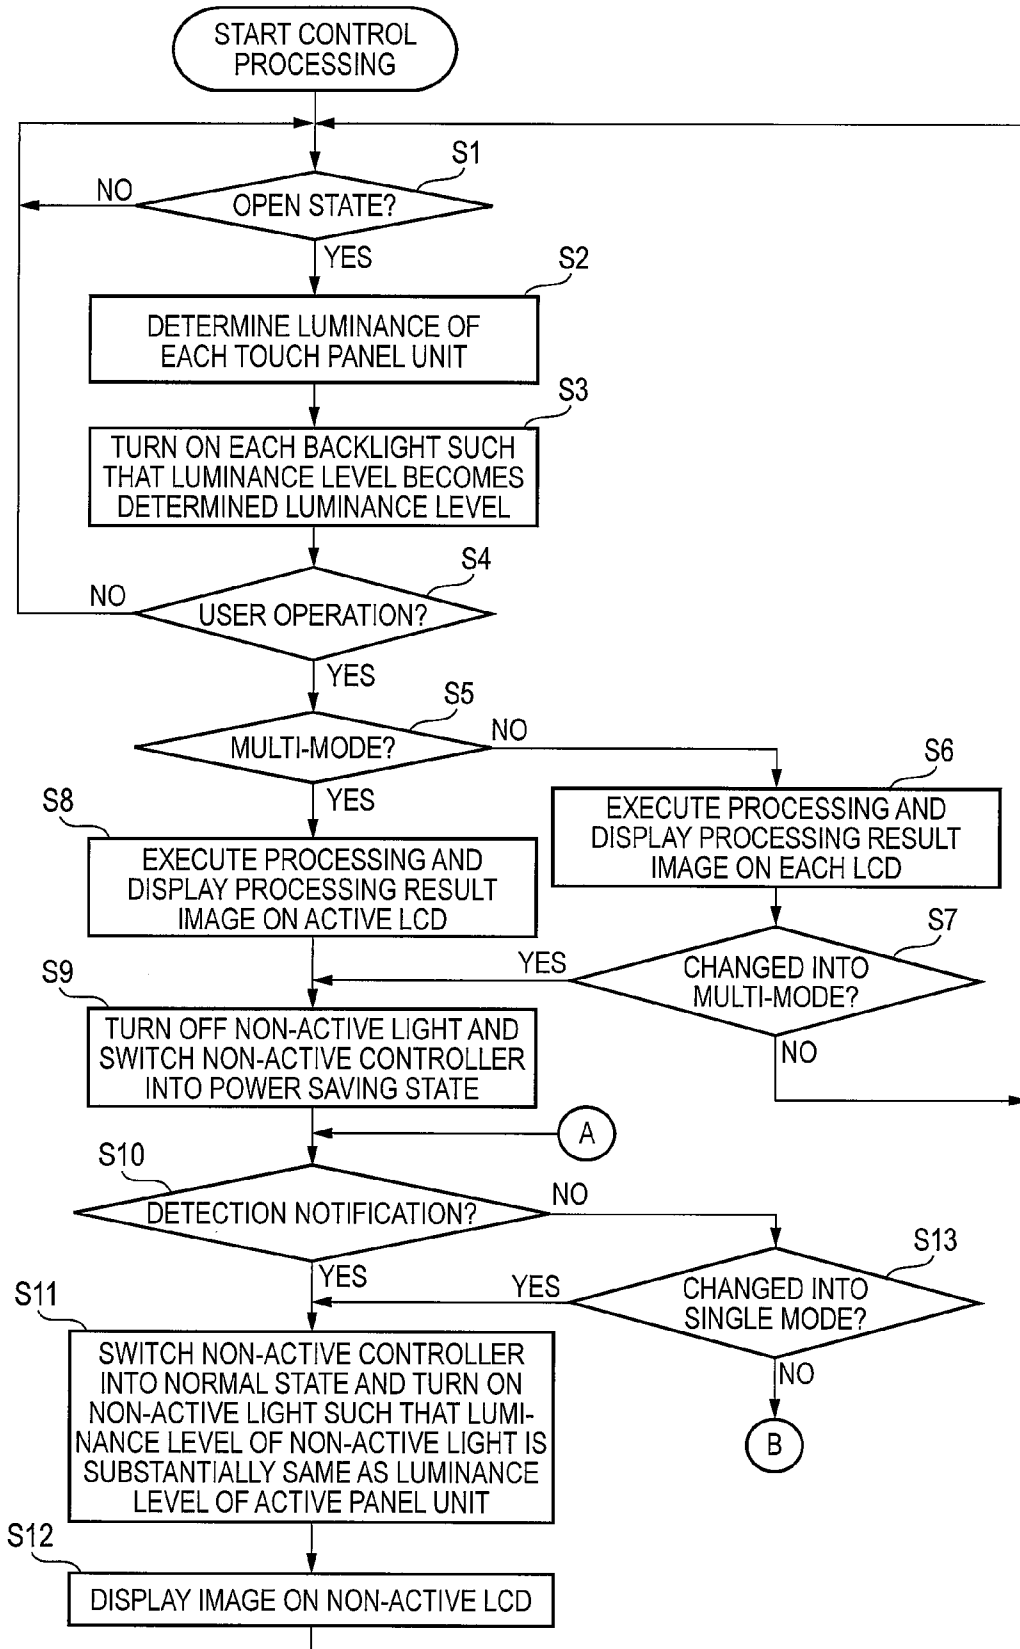 START CONTROL
PROCESSING
S1
NO
OPEN STATE?
YES
S2
DETERMINE LUMINANCE OF
EACH TOUCH PANEL UNIT
S3
TURN ON EACH BACKLIGHT SUCH
THAT LUMINANCE LEVEL BECOMES
DETERMINED LUMINANCE LEVEL
S4
NO
USER OPERATION?
YES
S5
MULTI-MODE?
NO
YES
S6
EXECUTE PROCESSING AND
DISPLAY PROCESSING RESULT
IMAGE ON EACH LCD
S8
EXECUTE PROCESSING AND
DISPLAY PROCESSING RESULT
IMAGE ON ACTIVE LCD
S7
YES
CHANGED INTO
MULTI-MODE?
NO
S9
TURN OFF NON-ACTIVE LIGHT AND
SWITCH NON-ACTIVE CONTROLLER
INTO POWER SAVING STATE
A
S10
DETECTION NOTIFICATION?
NO
YES
S13
YES
CHANGED INTO
SINGLE MODE?
NO
B
S11
SWITCH NON-ACTIVE CONTROLLER
INTO NORMAL STATE AND TURN ON
NON-ACTIVE LIGHT SUCH THAT LUMI-
NANCE LEVEL OF NON-ACTIVE LIGHT IS
SUBSTANTIALLY SAME AS LUMINANCE
LEVEL OF ACTIVE PANEL UNIT
S12
DISPLAY IMAGE ON NON-ACTIVE LCD